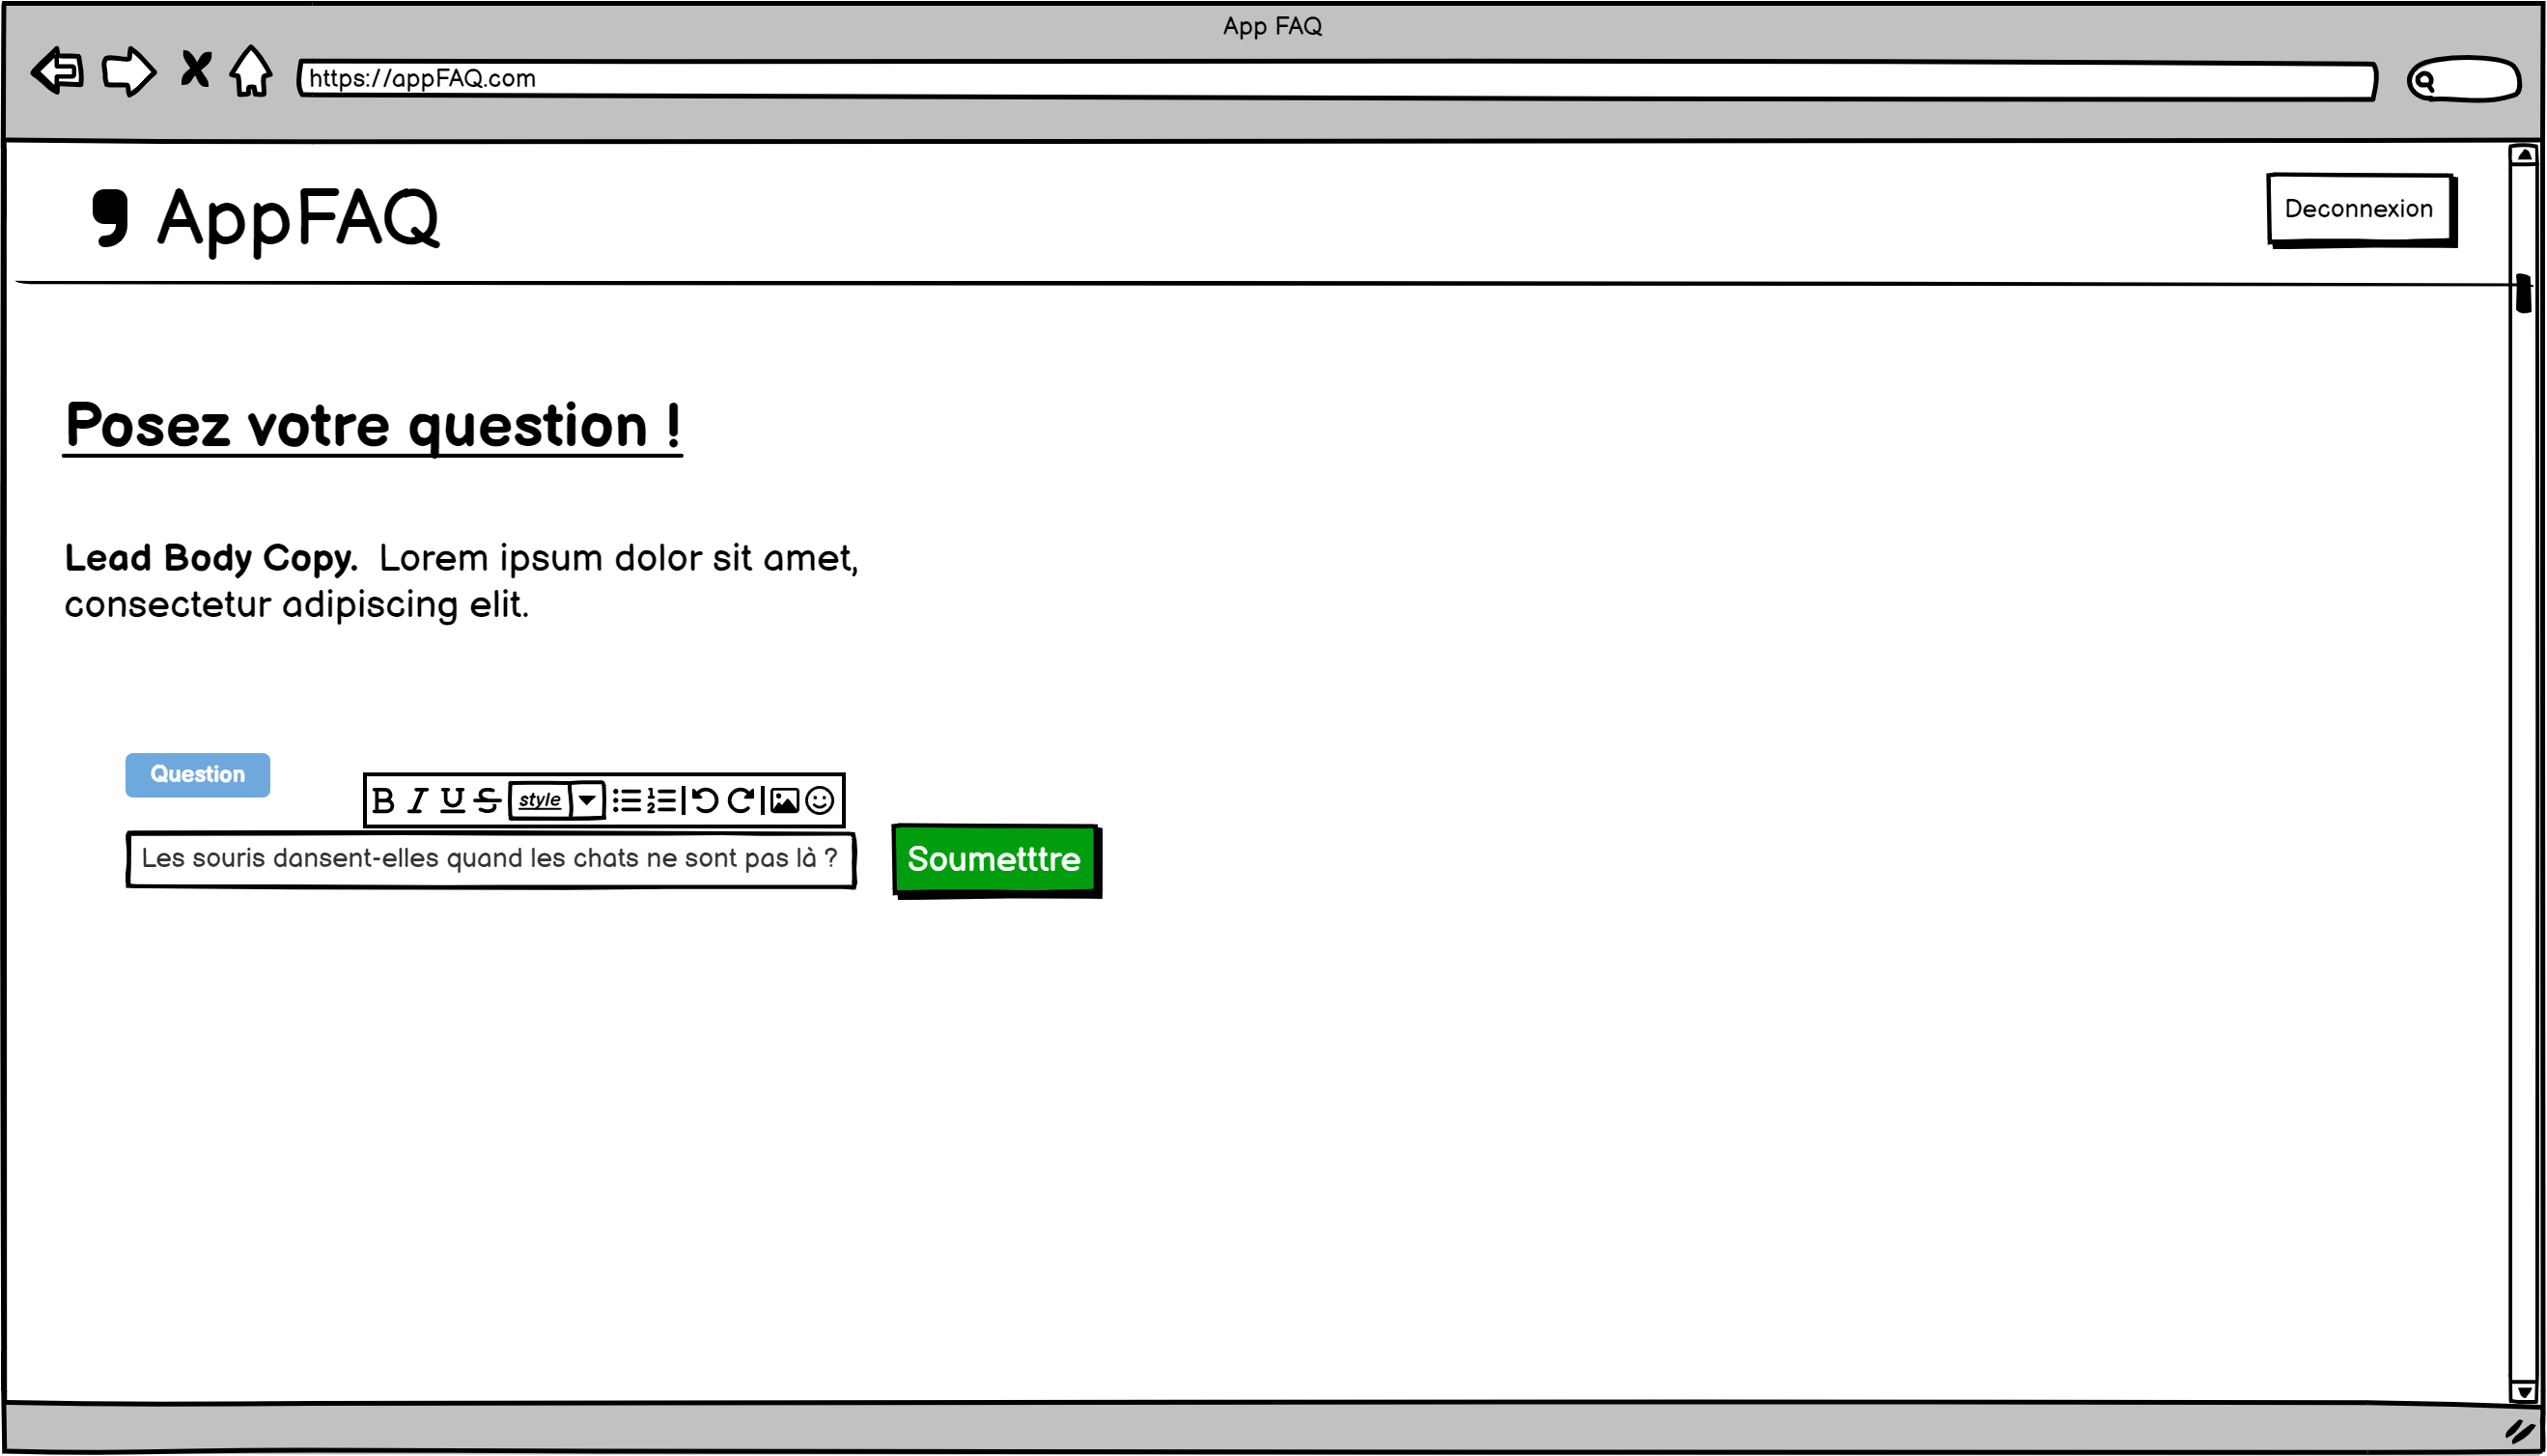 App FAQ
https://appFAQ.com
AppFAQ
Deconnexion
Posez votre question !
Lead Body Copy. Lorem ipsum dolor sit amet,
consectetur adipiscing elit.
Question
B I U S style
Les souris dansent-elles quand les chats ne sont pas là ?
Soumetttre